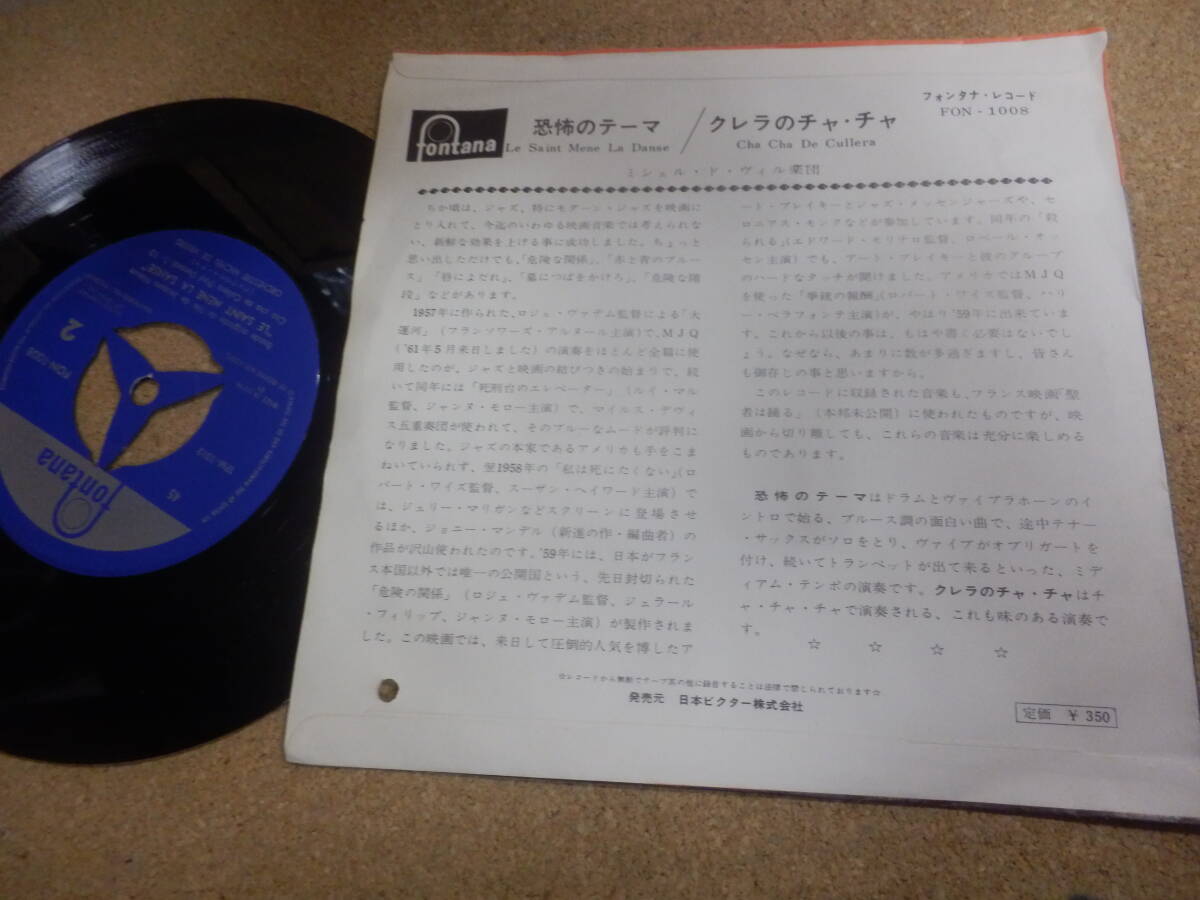 フォンタナ・レコード
FON - 1008
fontana
恐怖のテーマ / クレラのチャ・チャ
Le Saint Mene La Danse
Cha Cha De Cullera
ミシェル・ド・ヴィル楽団
ちか頃は、ジャズ、特にモダーン・ジャズを映画に
とり入れて、今迄のいわゆる映画音楽では考えられな
い、新鮮な効果を上げる事に成功しました。ちょっと
思い出しただけでも、「危険な関係」、「赤と青のブルー
ス」「唇によだれ」、「墓につばをかけろ」、「危険な階
段」などがあります。
1957年に作られた、ロジェ・ヴァデム監督による「大
運河」（フランソワーズ・アルヌール主演）で、MJQ
（'61年5月来日しました）の演奏をほとんど全篇に使
用したのが、ジャズと映画の結びつきの始まりで、続
いて同年には「死刑台のエレベーター」（ルイ・マル
監督、ジャンヌ・モロー主演）で、マイルス・デヴィ
ス五重奏団が使われて、そのブルーなムードが評判に
なりました。ジャズの本家であるアメリカも手をこま
ねいていられず、翌1958年の「私は死にたくない」（ロ
バート・ワイズ監督、スーザン・ヘイワード主演）で
は、ジェリー・マリガンなどスクリーンに登場させ
るほか、ジョニー・マンデル（新進の作・編曲者）の
作品が沢山使われたのです。'59年には、日本がフラン
ス本国以外では唯一の公開国という、先日封切られた
「危険の関係」（ロジェ・ヴァデム監督、ジェラール
・フィリップ、ジャンヌ・モロー主演）が製作されま
した。この映画では、来日して圧倒的人気を博したア
ート・ブレイキーとジャズ・メッセンジャーズや、セ
ロニアス・モンクなどが参加しています。同年の「殺
られる」（エドワード・モリナロ監督、ロベール・オッ
セン主演）でも、アート・ブレイキーと彼のグループ
のハードなタッチが聞けました。アメリカではMJQ
を使った「拳銃の報酬」（ロバート・ワイズ監督、ハリ
ー・ベラフォンテ主演）が、やはり'59年に出来ていま
す。これから以後の事は、もはや書く必要はないでし
ょう。なぜなら、あまりに数が多過ぎますし、皆さん
も御存しの事と思いますから。
このレコードに収録された音楽も、フランス映画「聖
者は踊る」（本邦未公開）に使われたものですが、映
画から切り離しても、これらの音楽は充分に楽しめる
ものであります。
恐怖のテーマはドラムとヴァイブラホーンのイ
ントロで始る、ブルース調の面白い曲で、途中テナー
・サックスがソロをとり、ヴァイブがオブリガートを
付け、続いてトランペットが出て来るといった、ミデ
ィアム・テンポの演奏です。クレラのチャ・チャはチ
ャ・チャ・チャで演奏される、これも味のある演奏で
す。
☆ ☆ ☆ ☆
☆レコードから無断でテープ其の他に録音することは法律で禁じられております☆
発売元 日本ビクター株式会社
定価 ¥ 350
fontana
45
2
FON-1008